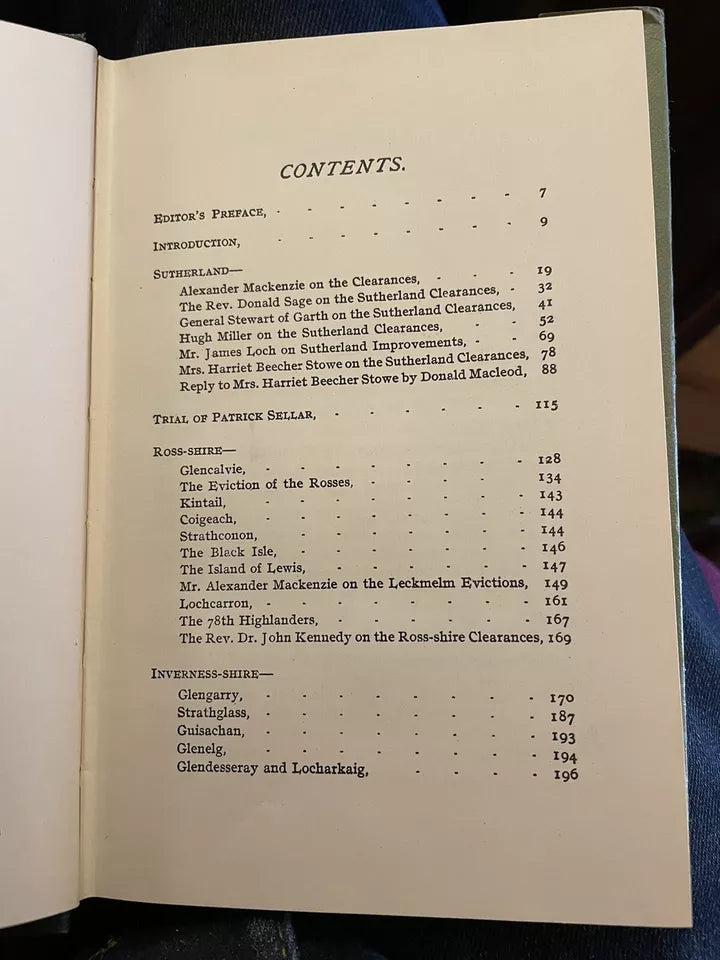 CONTENTS.
EDITOR'S PREFACE, - - - - - - - 7
INTRODUCTION, - - - - - - - 9
SUTHERLAND—
Alexander Mackenzie on the Clearances, - - - 19
The Rev. Donald Sage on the Sutherland Clearances, - 32
General Stewart of Garth on the Sutherland Clearances, 41
Hugh Miller on the Sutherland Clearances, - - 52
Mr. James Loch on Sutherland Improvements, - - 69
Mrs. Harriet Beecher Stowe on the Sutherland Clearances, 78
Reply to Mrs. Harriet Beecher Stowe by Donald Macleod, 88
TRIAL OF PATRICK SELLAR, - - - - - - 115
ROSS-SHIRE—
Glencalvie, - - - - - - - - 128
The Eviction of the Rosses, - - - - - 134
Kintail, - - - - - - - - 143
Coigeach, - - - - - - - - 144
Strathconon, - - - - - - - - 144
The Black Isle, - - - - - - - 146
The Island of Lewis, - - - - - - 147
Mr. Alexander Mackenzie on the Leckmelm Evictions, 149
Lochcarron, - - - - - - - - 161
The 78th Highlanders, - - - - - - 167
The Rev. Dr. John Kennedy on the Ross-shire Clearances, 169
INVERNESS-SHIRE—
Glengarry, - - - - - - - - 170
Strathglass, - - - - - - - - 187
Guisachan, - - - - - - - - 193
Glenelg, - - - - - - - - 194
Glendesseray and Locharkaig, - - - - 196